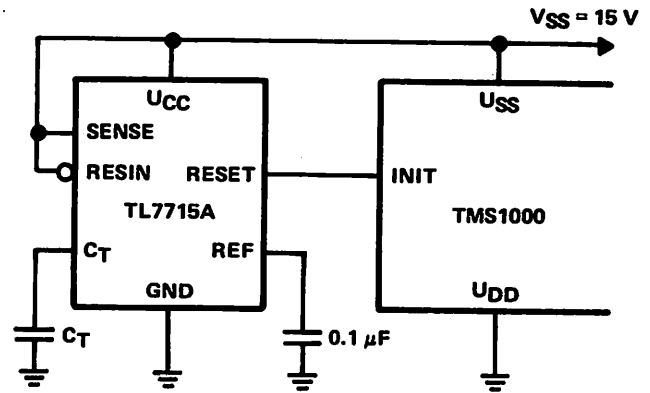 VSS = 15 V
UCC
USS
SENSE
RESIN
RESET
INIT
TL7715A
TMS1000
CT
REF
GND
UDD
CT
0.1 µF